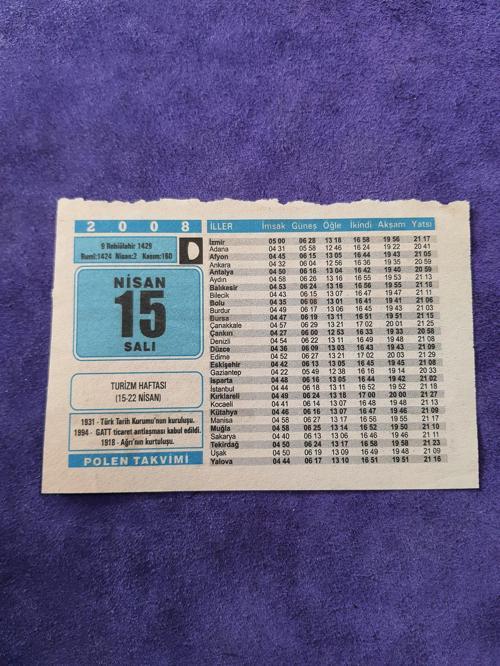 2008
9 Rebiülahir 1429
Rumi:1424 Nisan:2 Kasım:160
NİSAN
15
SALI
TURİZM HAFTASI
(15-22 NİSAN)
1931 - Türk Tarih Kurumu'nun kuruluşu.
1994 - GATT ticaret antlaşması kabul edildi.
1918 - Ağrı'nın kurtuluşu.
POLEN TAKVİMİ
İLLER İmsak Güneş Öğle İkindi Akşam Yatsı
İzmir 05 00 06 28 13 18 16 58 19 56 21 17
Adana 04 31 05 58 12 46 16 24 19 22 20 41
Afyon 04 45 06 15 13 05 16 44 19 43 21 05
Ankara 04 32 06 04 12 56 16 36 19 35 20 59
Antalya 04 50 06 16 13 04 16 42 19 40 20 59
Aydın 04 58 06 26 13 15 16 55 19 53 21 13
Balıkesir 04 53 06 24 13 16 16 56 19 55 21 18
Bilecik 04 43 06 15 13 07 16 47 19 47 21 11
Bolu 04 35 06 08 13 01 16 41 19 41 21 06
Burdur 04 49 06 17 13 06 16 45 19 43 21 03
Bursa 04 47 06 19 13 11 16 51 19 51 21 15
Çanakkale 04 57 06 29 13 21 17 02 20 01 21 25
Çankırı 04 27 06 00 12 53 16 33 19 33 20 58
Denizli 04 54 06 22 13 11 16 49 19 48 21 08
Düzce 04 36 06 09 13 03 16 43 19 43 21 09
Edirne 04 52 06 27 13 21 17 02 20 03 21 29
Eskişehir 04 42 06 13 13 05 16 45 19 45 21 08
Gaziantep 04 22 05 49 12 38 16 16 19 14 20 33
Isparta 04 48 06 16 13 05 16 44 19 42 21 02
İstanbul 04 44 06 18 13 11 16 52 19 52 21 18
Kırklareli 04 49 06 24 13 18 17 00 20 00 21 27
Kocaeli 04 41 06 14 13 07 16 48 19 48 21 13
Kütahya 04 46 06 16 13 07 16 47 19 46 21 09
Manisa 04 58 06 27 13 17 16 56 19 55 21 17
Muğla 04 58 06 25 13 14 16 52 19 50 21 10
Sakarya 04 40 06 13 13 06 16 46 19 46 21 11
Tekirdağ 04 50 06 23 13 17 16 58 19 58 21 23
Uşak 04 50 06 19 13 09 16 49 19 48 21 09
Yalova 04 44 06 17 13 10 16 51 19 51 21 16